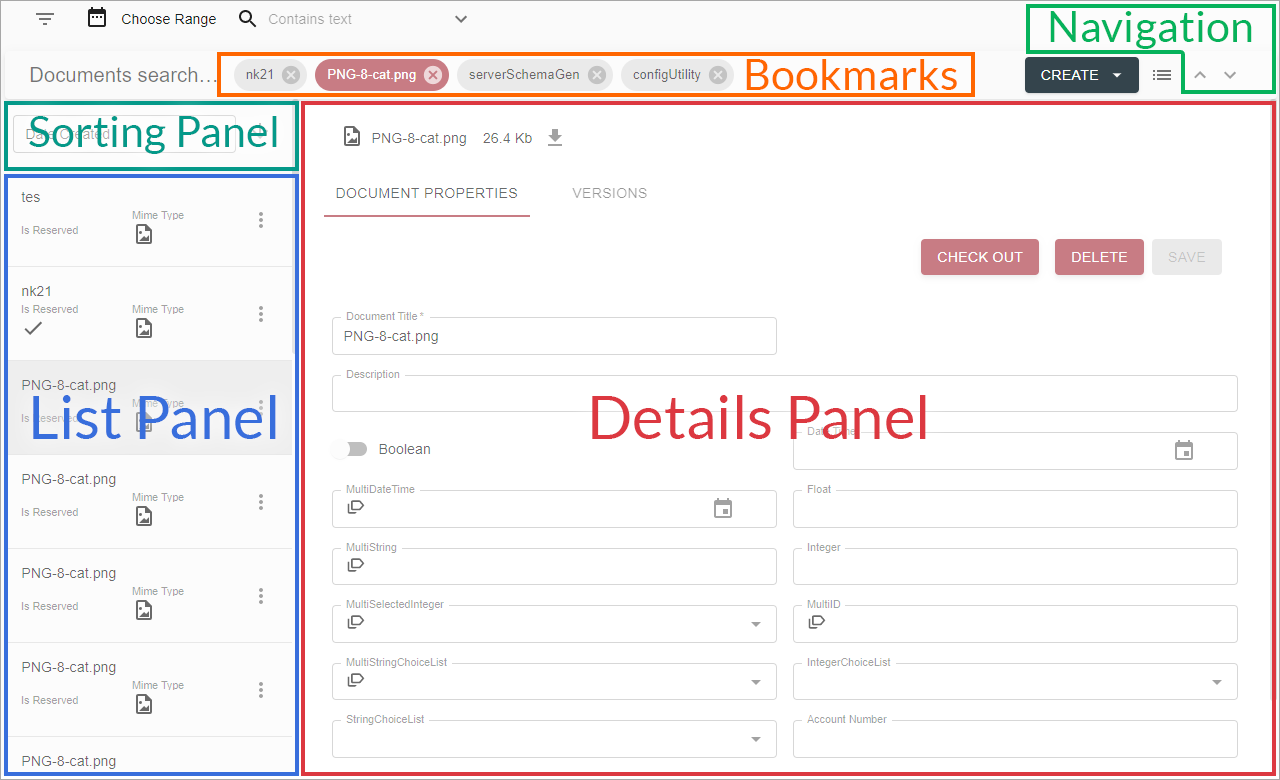 Choose Range Contains text
Navigation
Documents search... nk21 PNG-8-cat.png serverSchemaGen configUtility Bookmarks CREATE
Date Created
Sorting Panel
PNG-8-cat.png 26.4 Kb
DOCUMENT PROPERTIES VERSIONS
CHECK OUT DELETE SAVE
tes
Mime Type
Is Reserved
nk21
Is Reserved Mime Type
PNG-8-cat.png
Mime Type
Is Reserved
List Panel
PNG-8-cat.png
Mime Type
Is Reserved
PNG-8-cat.png
Mime Type
Is Reserved
PNG-8-cat.png
Mime Type
Is Reserved
PNG-8-cat.png
Document Title *
PNG-8-cat.png
Description
Details Panel
Boolean
Date Time
MultiDateTime Float
MultiString Integer
MultiSelectedInteger MultiID
MultiStringChoiceList IntegerChoiceList
StringChoiceList Account Number